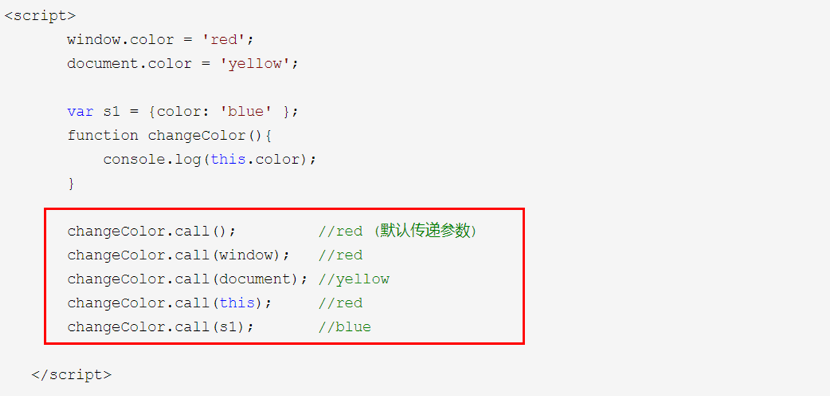 <script>
window.color = 'red';
document.color = 'yellow';
var s1 = {color: 'blue' };
function changeColor(){
console.log(this.color);
}
changeColor.call(); //red (默认传递参数)
changeColor.call(window); //red
changeColor.call(document); //yellow
changeColor.call(this); //red
changeColor.call(s1); //blue
</script>